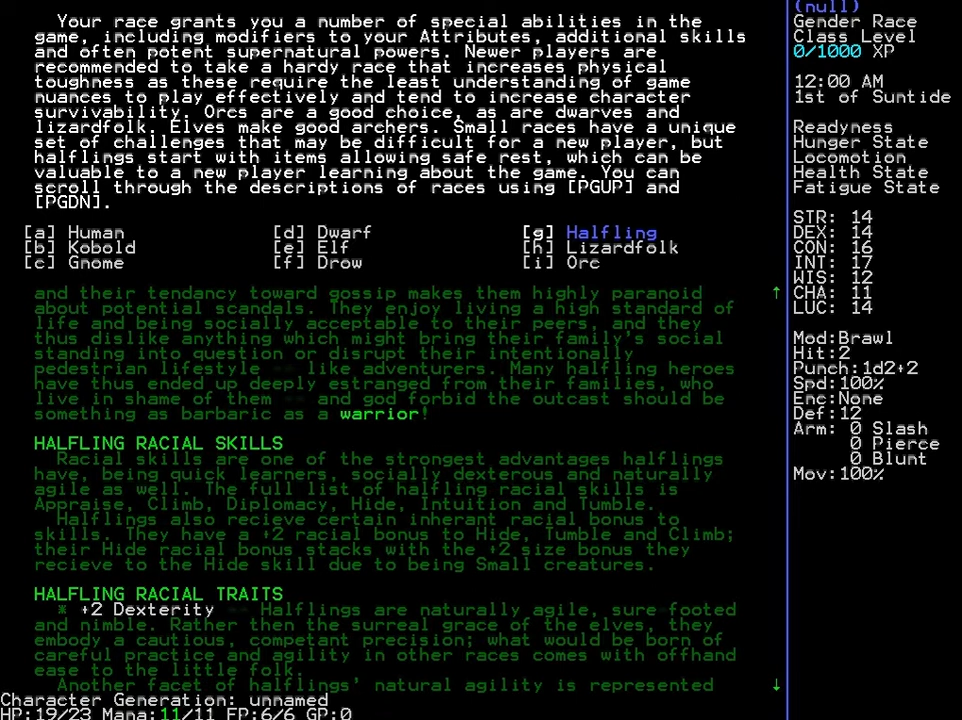 Your race grants you a number of special abilities in the
game, including modifiers to your Attributes, additional skills
and often potent supernatural powers. Newer players are
recommended to take a hardy race that increases physical
toughness as these require the least understanding of game
nuances to play effectively and tend to increase character
survivability. Orcs are a good choice, as are dwarves and
lizardfolk. Elves make good archers. Small races have a unique
set of challenges that may be difficult for a new player, but
halflings start with items allowing safe rest, which can be
valuable to a new player learning about the game. You can
scroll through the descriptions of races using [PGUP] and
[PGDN].
[a] Human [d] Dwarf [g] Halfling
[b] Kobold [e] Elf [h] Lizardfolk
[c] Gnome [f] Drow [i] Orc
and their tendancy toward gossip makes them highly paranoid
about potential scandals. They enjoy living a high standard of
life and being socially acceptable to their peers, and they
thus dislike anything which might bring their family's social
standing into question or disrupt their intentionally
pedestrian lifestyle -- like adventurers. Many halfling heroes
have thus ended up deeply estranged from their families, who
live in shame of them -- and god forbid the outcast should be
something as barbaric as a warrior!
HALFLING RACIAL SKILLS
Racial skills are one of the strongest advantages halflings
have, being quick learners, socially dexterous and naturally
agile as well. The full list of halfling racial skills is
Appraise, Climb, Diplomacy, Hide, Intuition and Tumble.
Halflings also recieve certain inherant racial bonus to
skills. They have a +2 racial bonus to Hide, Tumble and Climb;
their Hide racial bonus stacks with the +2 size bonus they
recieve to the Hide skill due to being Small creatures.
HALFLING RACIAL TRAITS
* +2 Dexterity -- Halflings are naturally agile, sure footed
and nimble. Rather then the surreal grace of the elves, they
embody a cautious, competant precision; what would be born of
careful practice and agility in other races comes with offhand
ease to the little folk.
Another facet of halflings' natural agility is represented
Character Generation: unnamed
HP:19/23 Mana:11/11 FP:6/6 GP:0
(null)
Gender Race
Class Level
0/1000 XP
12:00 AM
1st of Suntide
Readyness
Hunger State
Locomotion
Health State
Fatigue State
STR: 14
DEX: 14
CON: 16
INT: 17
WIS: 12
CHA: 11
LUC: 14
Mod:Brawl
Hit:2
Punch:1d2+2
Spd:100%
Enc:None
Def:12
Arm: 0 Slash
0 Pierce
0 Blunt
Mov:100%